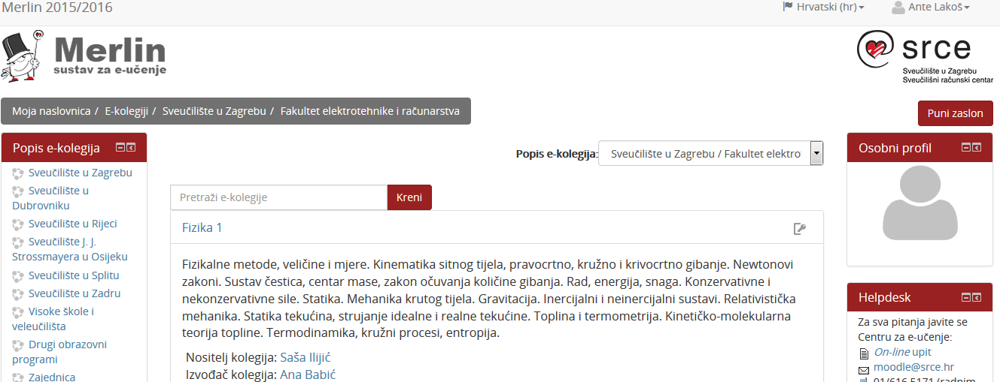 Merlin 2015/2016
Hrvatski (hr)
Ante Lakoš
Merlin
sustav za e-učenje
srce
Sveučilište u Zagrebu
Sveučilišni računski centar
Moja naslovnica / E-kolegiji / Sveučilište u Zagrebu / Fakultet elektrotehnike i računarstva
Puni zaslon
Popis e-kolegija
Sveučilište u Zagrebu
Sveučilište u
Dubrovniku
Sveučilište u Rijeci
Sveučilište J. J.
Strossmayera u Osijeku
Sveučilište u Splitu
Sveučilište u Zadru
Visoke škole i
veleučilišta
Drugi obrazovni
programi
Zajednica
Popis e-kolegija: Sveučilište u Zagrebu / Fakultet elektro
Pretraži e-kolegije
Kreni
Fizika 1
Fizikalne metode, veličine i mjere. Kinematika sitnog tijela, pravocrtno, kružno i krivocrtno gibanje. Newtonovi
zakoni. Sustav čestica, centar mase, zakon očuvanja količine gibanja. Rad, energija, snaga. Konzervativne i
nekonzervativne sile. Statika. Mehanika krutog tijela. Gravitacija. Inercijalni i neinercijalni sustavi. Relativistička
mehanika. Statika tekućina, strujanje idealne i realne tekućine. Toplina i termometrija. Kinetičko-molekularna
teorija topline. Termodinamika, kružni procesi, entropija.
Nositelj kolegija: Saša Ilijić
Izvođač kolegija: Ana Babić
Osobni profil
Helpdesk
Za sva pitanja javite se
Centru za e-učenje:
On-line upit
moodle@srce.hr
01/616 5171 (radnim